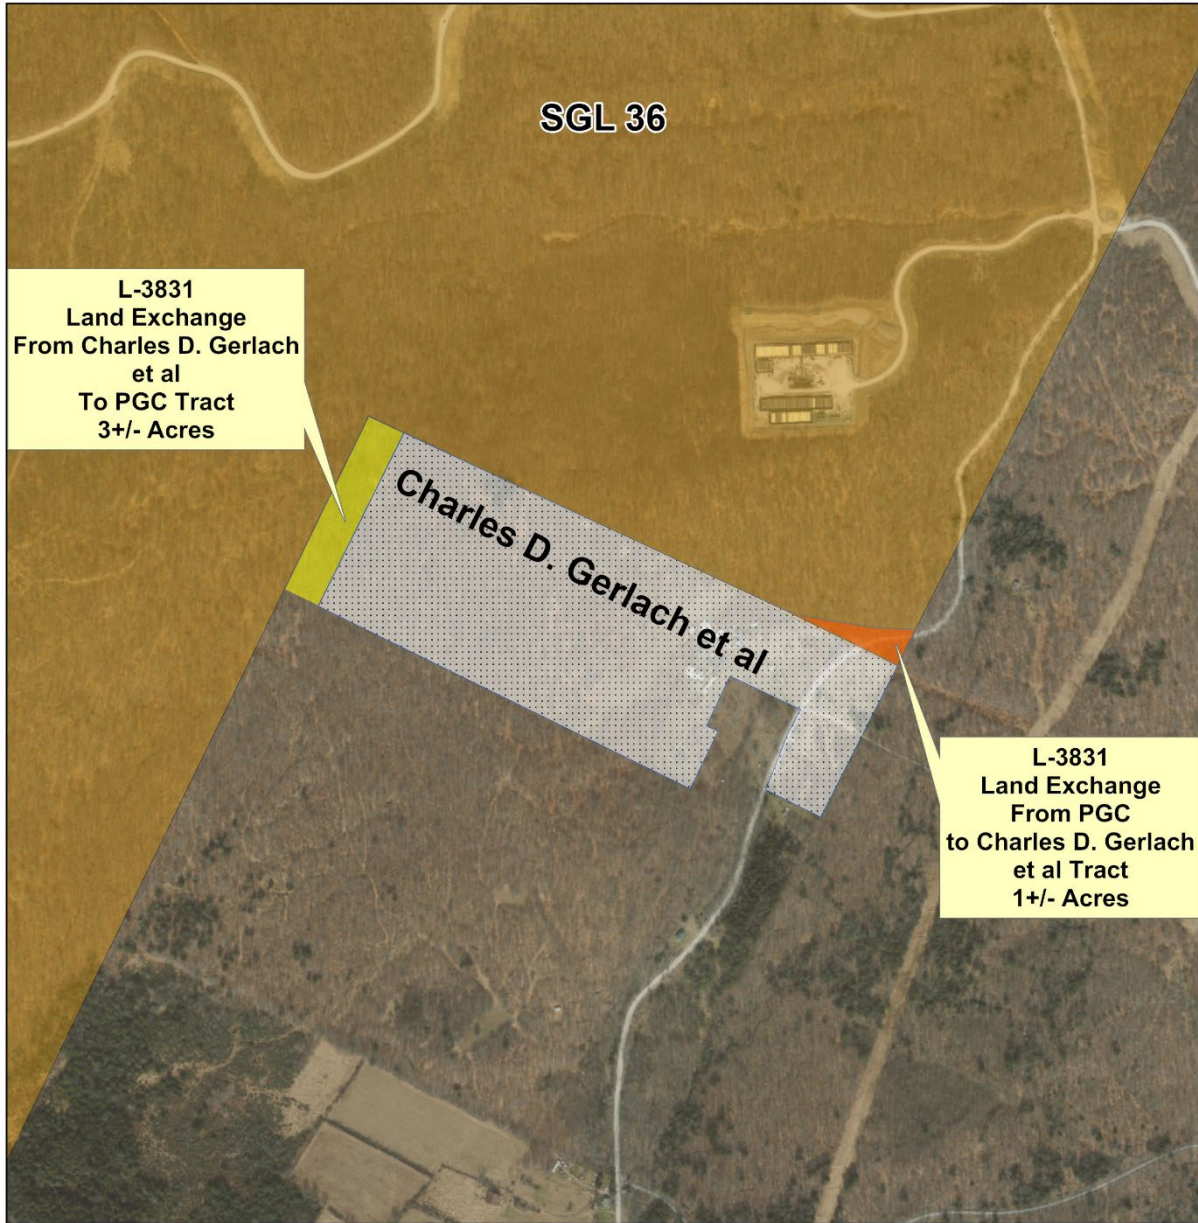 SGL 36
L-3831
Land Exchange
From Charles D. Gerlach
et al
To PGC Tract
3+/- Acres
Charles D. Gerlach et al
L-3831
Land Exchange
From PGC
to Charles D. Gerlach
et al Tract
1+/- Acres